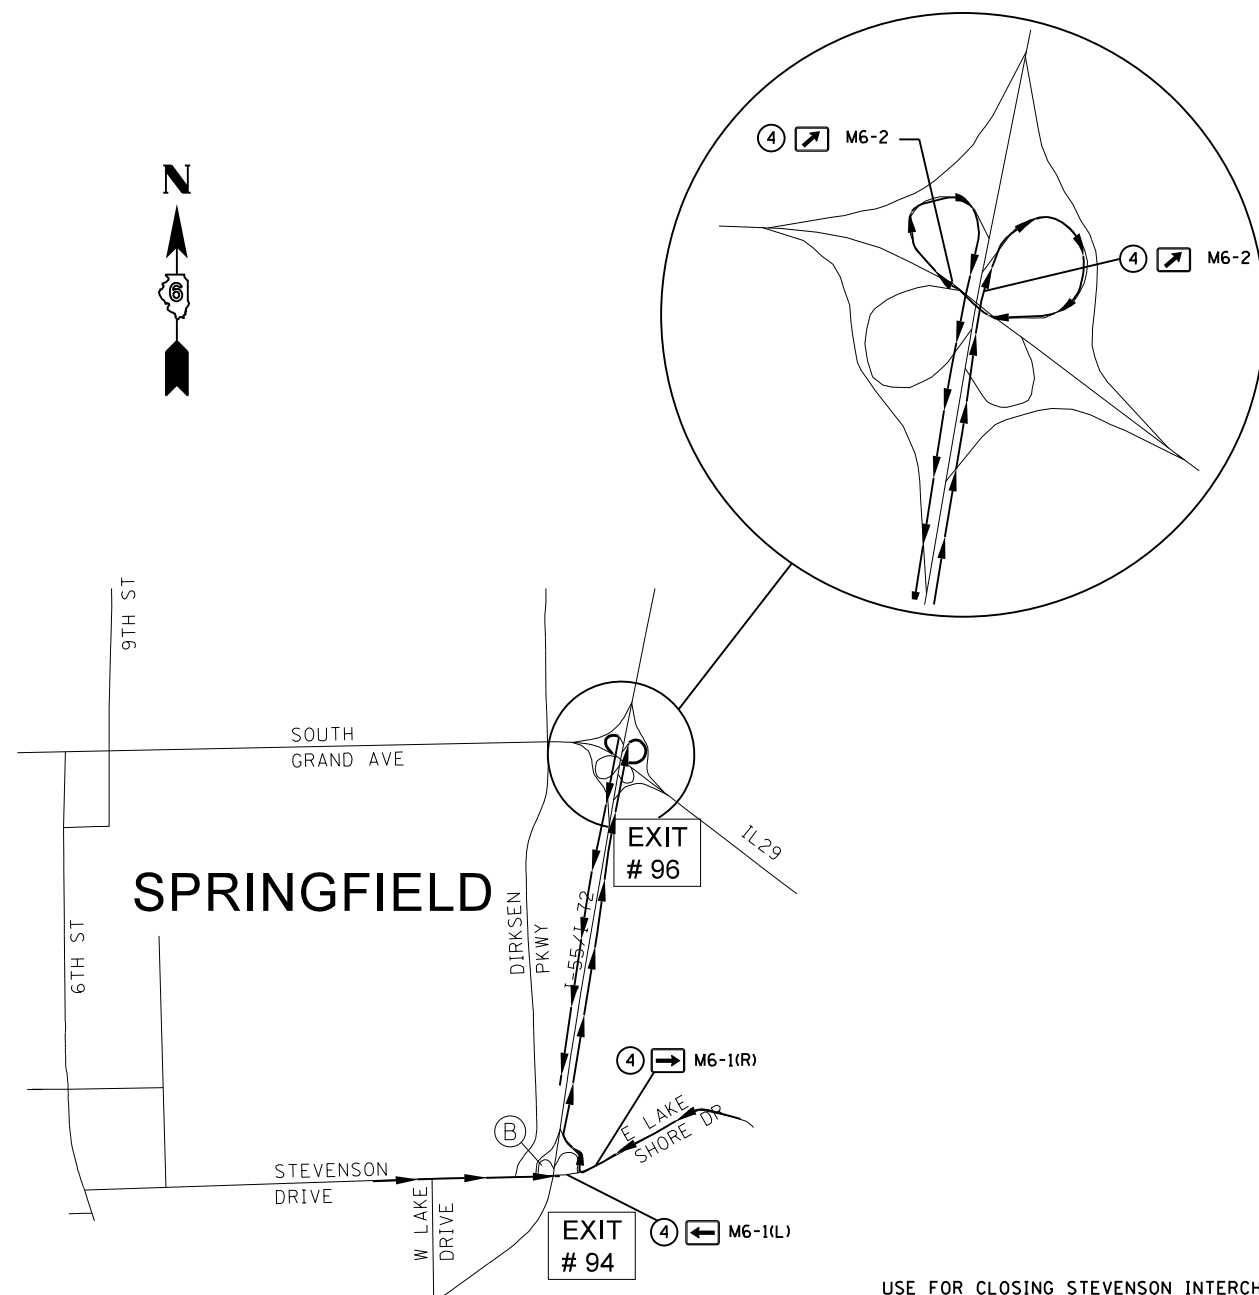 4 M6-2
N
4 M6-2
6
9TH ST
SOUTH
GRAND AVE
EXIT
# 96
IL29
SPRINGFIELD
6TH ST
DIRKSEN
PKWY
I-55/I-72
4 M6-1(R)
E LAKE
SHORE DR
B
STEVENSON
DRIVE
W LAKE
DRIVE
EXIT
# 94
4 M6-1(L)
USE FOR CLOSING STEVENSON INTERCH